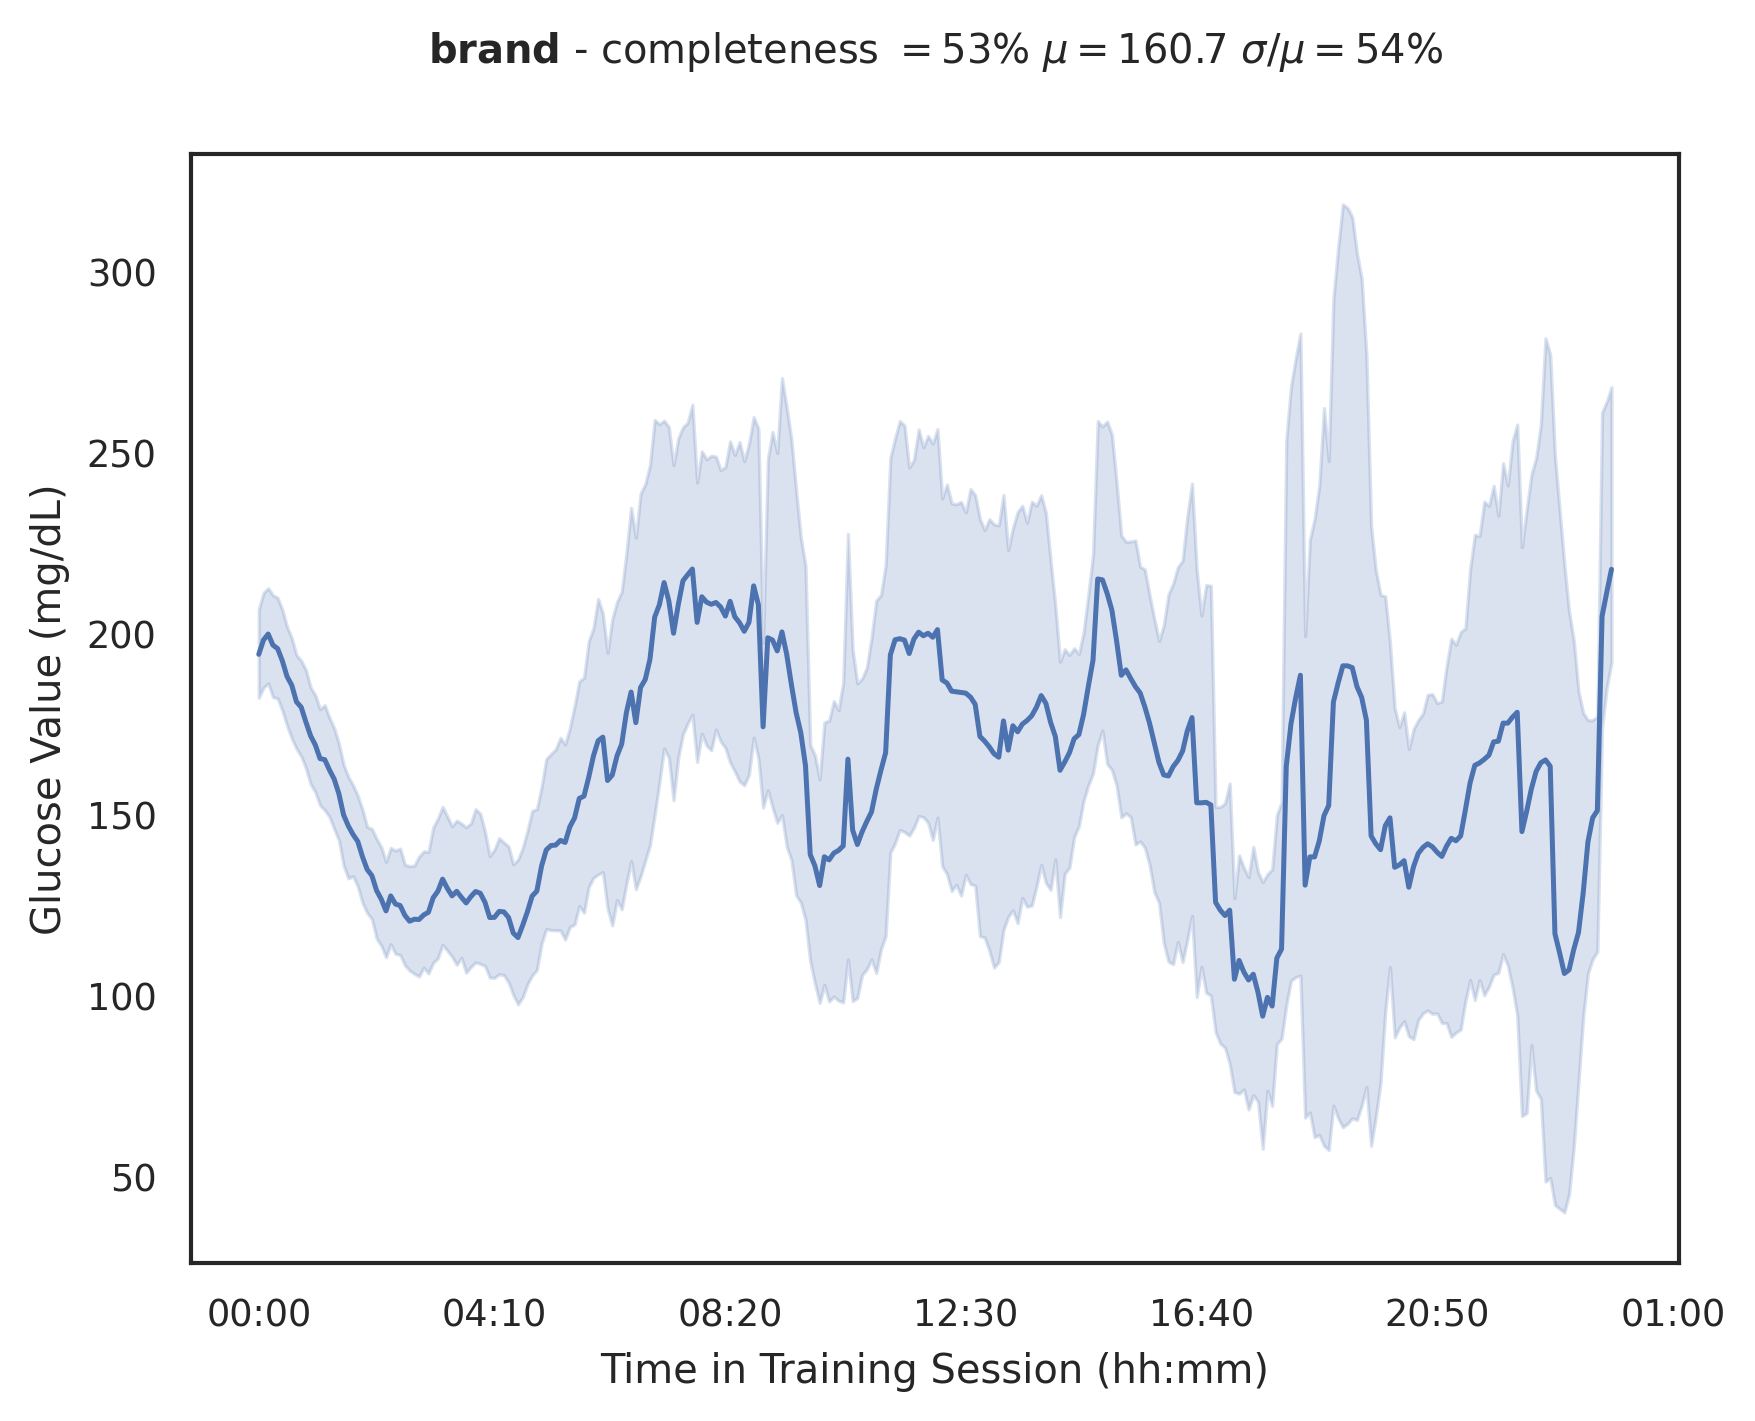 brand - completeness = 53% μ = 160.7 σ/μ = 54%
Glucose Value (mg/dL)
300
250
200
150
100
50
00:00 04:10 08:20 12:30 16:40 20:50 01:00
Time in Training Session (hh:mm)